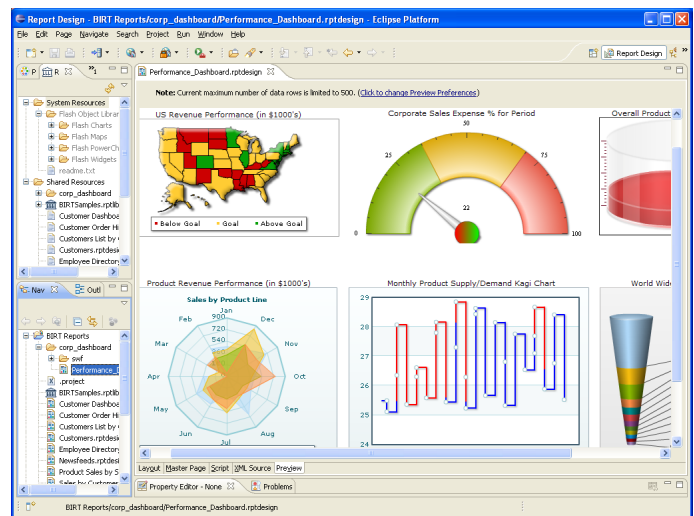 Report Design - BIRT Reports/corp_dashboard/Performance_Dashboard.rptdesign - Eclipse Platform
File Edit Page Navigate Search Project Run Window Help
Report Design
P R 1
Performance_Dashboard.rptdesign
Note: Current maximum number of data rows is limited to 500. (Click to change Preview Preferences)
System Resources
Flash Object Librar
Flash Charts
Flash Maps
Flash PowerCh
Flash Widgets
readme.txt
Shared Resources
corp_dashboard
BIRTSamples.rptlib
Customer Dashboa
Customer Order Hi
Customers List by
Customers.rptdesi
Employee Directory
Nav Outl
BIRT Reports
corp_dashboard
swf
Performance_D
.project
BIRTSamples.rptlib
Customer Dashboa
Customer Order Hi
Customers List by
Customers.rptdesi
Employee Director
Newsfeeds.rptdesi
Product Sales by S
Sales by Customer
US Revenue Performance (in $1000's)
Below Goal Goal Above Goal
Corporate Sales Expense % for Period
50
25 75
22
0 100
Overall Product
Product Revenue Performance (in $1000's)
Sales by Product Line
Jan
Feb 900 Dec
720
Mar 540 Nov
Apr Oct
May Sep
Jun Aug
Jul
Monthly Product Supply/Demand Kagi Chart
29
28
27
26
25
24
World Wid
Layout Master Page Script XML Source Preview
Property Editor - None Problems
BIRT Reports/corp_dashboard/Performance_Dashboard.rptdesign